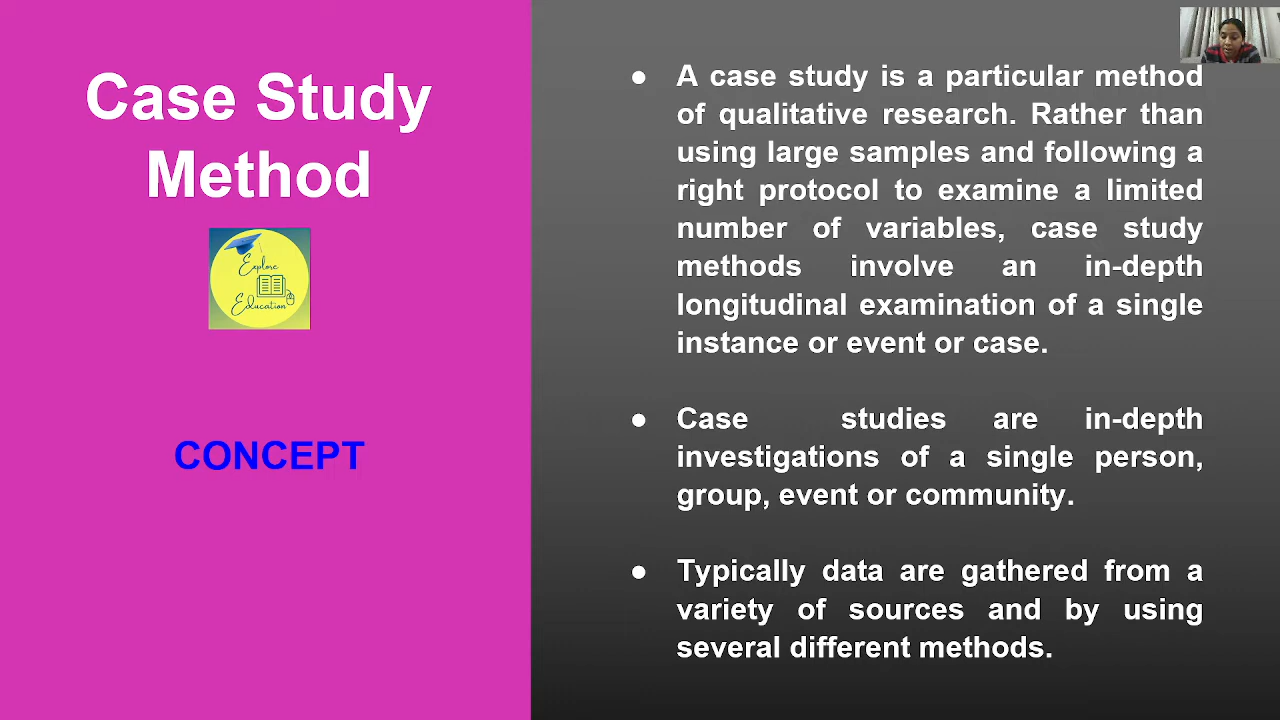 Case Study
Method
Explore
Education
CONCEPT
● A case study is a particular method
of qualitative research. Rather than
using large samples and following a
right protocol to examine a limited
number of variables, case study
methods involve an in-depth
longitudinal examination of a single
instance or event or case.
● Case studies are in-depth
investigations of a single person,
group, event or community.
● Typically data are gathered from a
variety of sources and by using
several different methods.